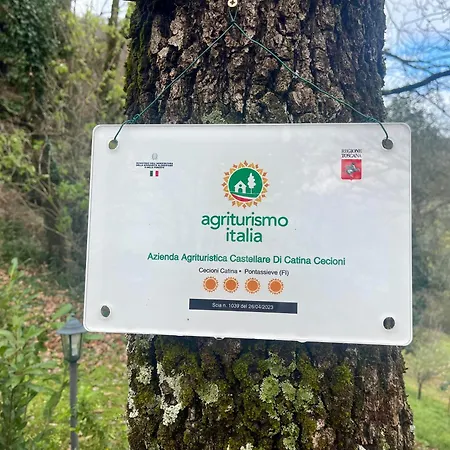 REGIONE
TOSCANA
agriturismo
italia
Azienda Agrituristica Castellare Di Catina Cecioni
Cecioni Catina • Pontassieve (FI)
Scia n. 1039 del 26/04/2023